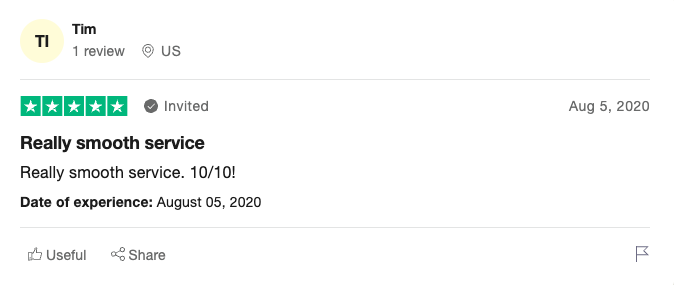 TI
Tim
1 review US
Invited Aug 5, 2020
Really smooth service
Really smooth service. 10/10!
Date of experience: August 05, 2020
Useful Share